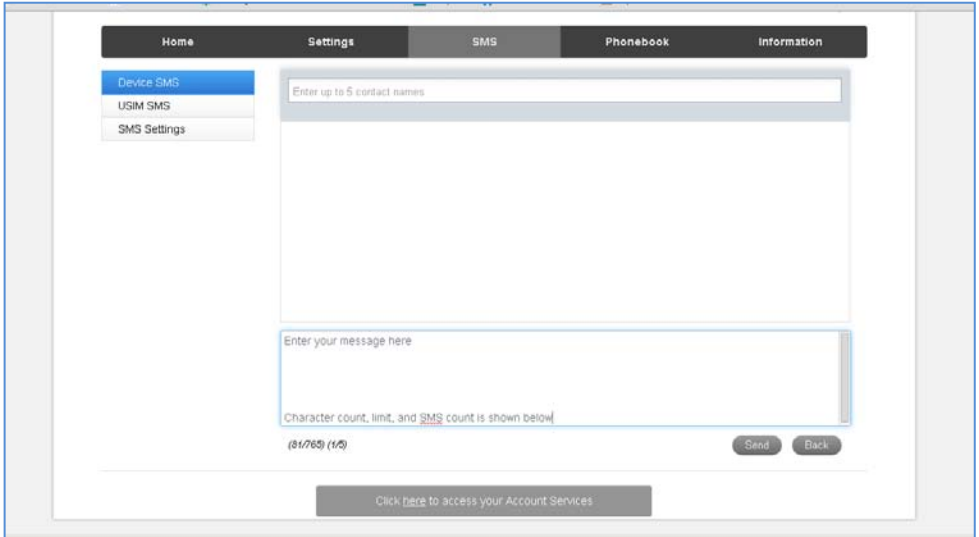 Home Settings SMS Phonebook Information
Device SMS
USIM SMS
SMS Settings
Enter up to 5 contact names
Enter your message here
Character count, limit, and SMS count is shown below
(81/765) (1/5)
Send Back
Click here to access your Account Services